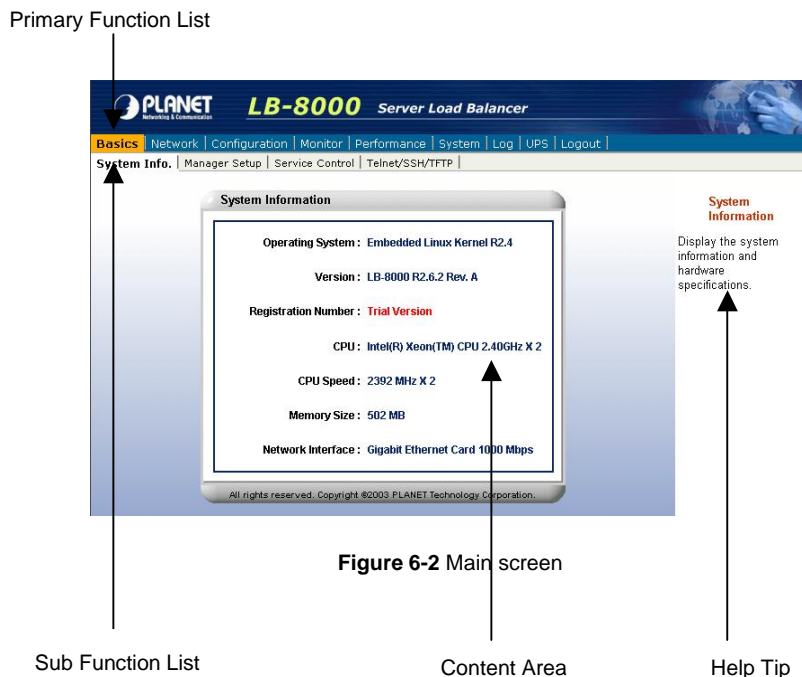 Primary Function List
PLANET
Networking & Communication
LB-8000 Server Load Balancer
Basics | Network | Configuration | Monitor | Performance | System | Log | UPS | Logout |
System Info. | Manager Setup | Service Control | Telnet/SSH/TFTP |
System Information
Operating System : Embedded Linux Kernel R2.4
Version : LB-8000 R2.6.2 Rev. A
Registration Number : Trial Version
CPU : Intel(R) Xeon(TM) CPU 2.40GHz X 2
CPU Speed : 2392 MHz X 2
Memory Size : 502 MB
Network Interface : Gigabit Ethernet Card 1000 Mbps
All rights reserved. Copyright ©2003 PLANET Technology Corporation.
System
Information
Display the system
information and
hardware
specifications.
Figure 6-2 Main screen
Sub Function List
Content Area
Help Tip